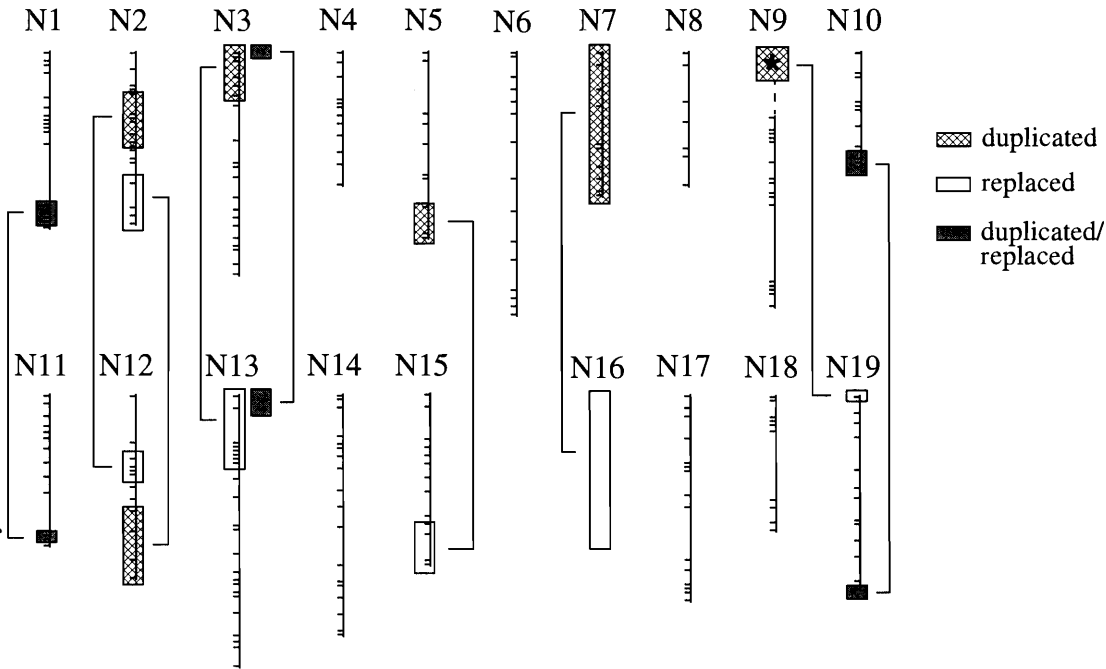 N1 N2 N3 N4 N5 N6 N7 N8 N9 N10
duplicated
replaced
duplicated/
replaced
N11 N12 N13 N14 N15 N16 N17 N18 N19